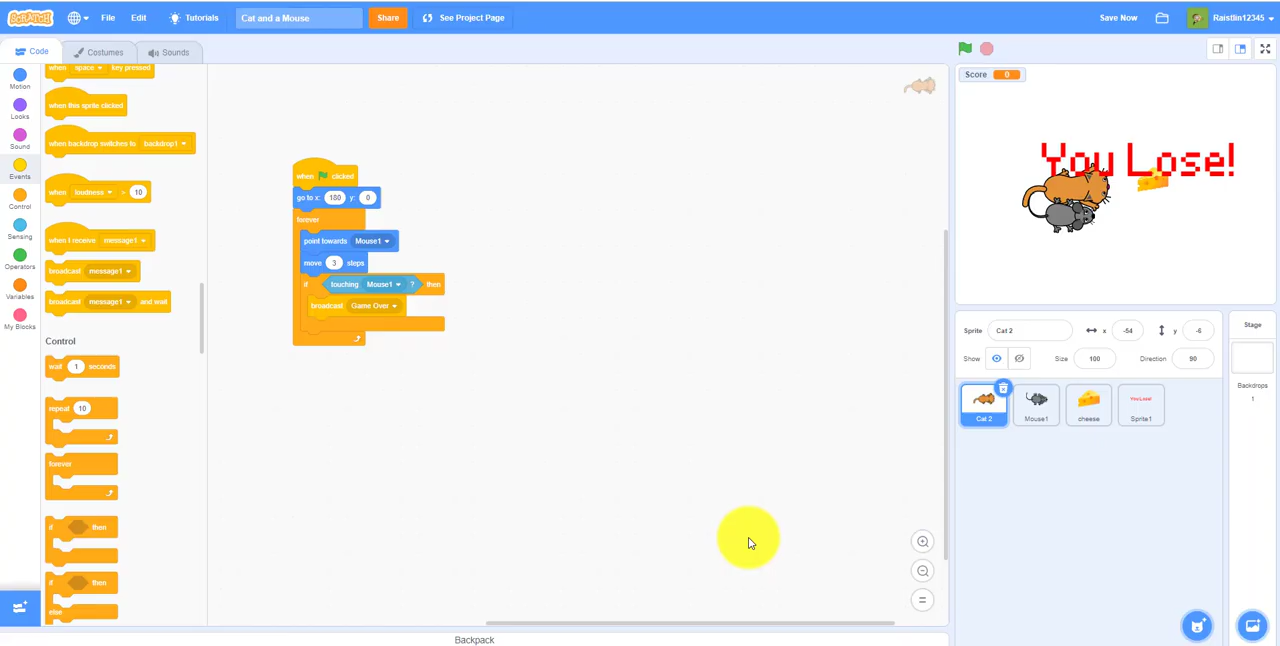 SCRATCH File Edit Tutorials Cat and a Mouse Share See Project Page Save Now Raistlin12345
Code Costumes Sounds
Motion
Looks
Sound
Events
Control
Sensing
Operators
Variables
My Blocks
when space key pressed
when this sprite clicked
when backdrop switches to backdrop1
when loudness > 10
when I receive message1
broadcast message1
broadcast message1 and wait
Control
wait 1 seconds
repeat 10
forever
if then
if then
else
when clicked
go to x: 180 y: 0
forever
point towards Mouse1
move 3 steps
if touching Mouse1 ? then
broadcast Game Over
Score 0
You Lose!
Sprite Cat 2 x -54 y -6
Show Size 100 Direction 90
Cat 2 Mouse1 cheese Sprite1
You Lose!
Stage
Backdrops
1
Backpack